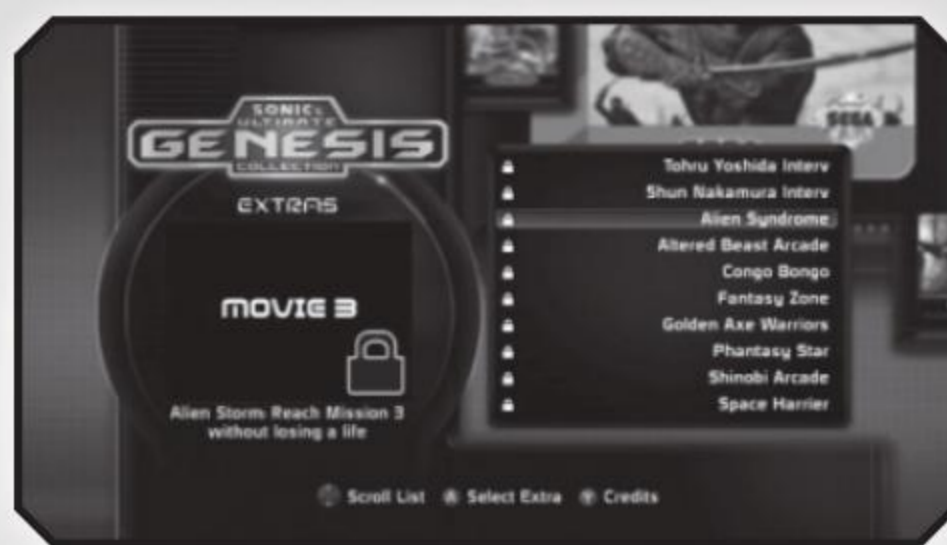 SONIC'S
ULTIMATE
GENESIS
COLLECTION
EXTRAS
MOVIE 3
Alien Storm: Reach Mission 3
without losing a life
SEGA
Tohru Yoshida Interv
Shun Nakamura Interv
Alien Syndrome
Altered Beast Arcade
Congo Bongo
Fantasy Zone
Golden Axe Warriors
Phantasy Star
Shinobi Arcade
Space Harrier
Scroll List A Select Extra Y Credits